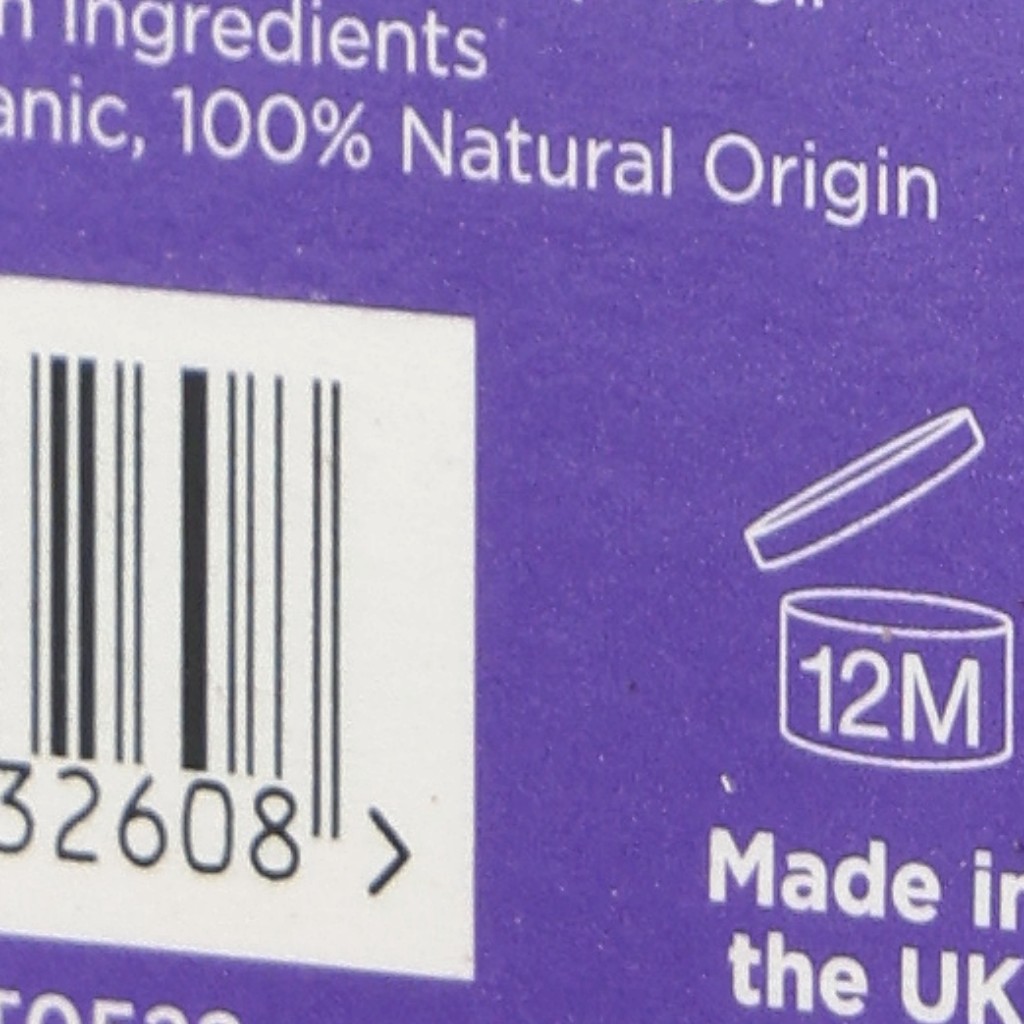 Ingredients
anic, 100% Natural Origin
32608 >
12M
Made in
the UK